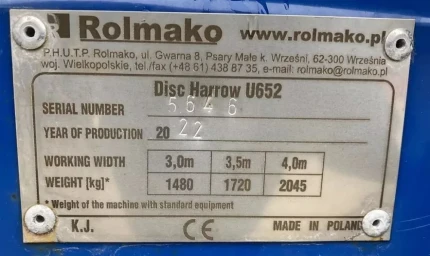 Rolmako www.rolmako.pl
P.H.U.T.P. Rolmako, ul. Gwarna 8, Psary Małe k. Wrześni, 62-300 Września
woj. Wielkopolskie, tel./fax (+48 61) 438 87 35, e-mail: rolmako@rolmako.pl
Disc Harrow U652
SERIAL NUMBER 5646
YEAR OF PRODUCTION 2022
WORKING WIDTH 3,0m 3,5m 4,0m
WEIGHT [kg]* 1480 1720 2045
* Weight of the machine with standard equipment
K.J. CE MADE IN POLAND